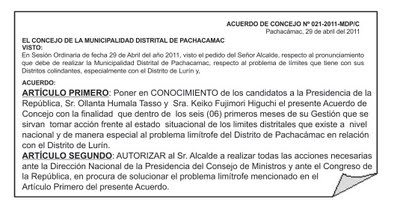 ACUERDO DE CONCEJO Nº 021-2011-MDP/C
Pachacámac, 29 de abril del 2011
EL CONCEJO DE LA MUNICIPALIDAD DISTRITAL DE PACHACAMAC
VISTO:
En Sesión Ordinaria de fecha 29 de Abril del año 2011, visto el pedido del Señor Alcalde, respecto al pronunciamiento
que debe de realizar la Municipalidad Distrital de Pachacamac, respecto al problema de límites que tiene con sus
Distritos colindantes, especialmente con el Distrito de Lurin y,
ACUERDO:
ARTÍCULO PRIMERO: Poner en CONOCIMIENTO de los candidatos a la Presidencia de la
República, Sr. Ollanta Humala Tasso y Sra. Keiko Fujimori Higuchi el presente Acuerdo de
Concejo con la finalidad que dentro de los seis (06) primeros meses de su Gestión que se
sirvan tomar acción frente al estado situacional de los límites distritales que existe a nivel
nacional y de manera especial al problema limítrofe del Distrito de Pachacámac en relación
con el Distrito de Lurín.
ARTÍCULO SEGUNDO: AUTORIZAR al Sr. Alcalde a realizar todas las acciones necesarias
ante la Dirección Nacional de la Presidencia del Consejo de Ministros y ante el Congreso de
la República, en procura de solucionar el problema limítrofe mencionado en el
Artículo Primero del presente Acuerdo.